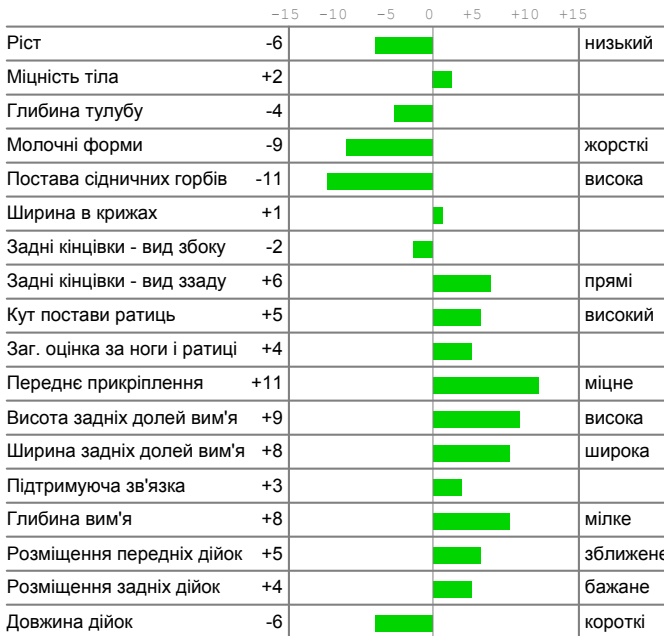 -15 -10 -5 0 +5 +10 +15
Ріст -6 низький
Міцність тіла +2
Глибина тулубу -4
Молочні форми -9 жорсткі
Постава сідничних горбів -11 висока
Ширина в крижах +1
Задні кінцівки - вид збоку -2
Задні кінцівки - вид ззаду +6 прямі
Кут постави ратиць +5 високий
Заг. оцінка за ноги і ратиці +4
Переднє прикріплення +11 міцне
Висота задніх долей вим'я +9 висока
Ширина задніх долей вим'я +8 широка
Підтримуюча зв'язка +3
Глибина вим'я +8 мілке
Розміщення передніх дійок +5 зближене
Розміщення задніх дійок +4 бажане
Довжина дійок -6 короткі